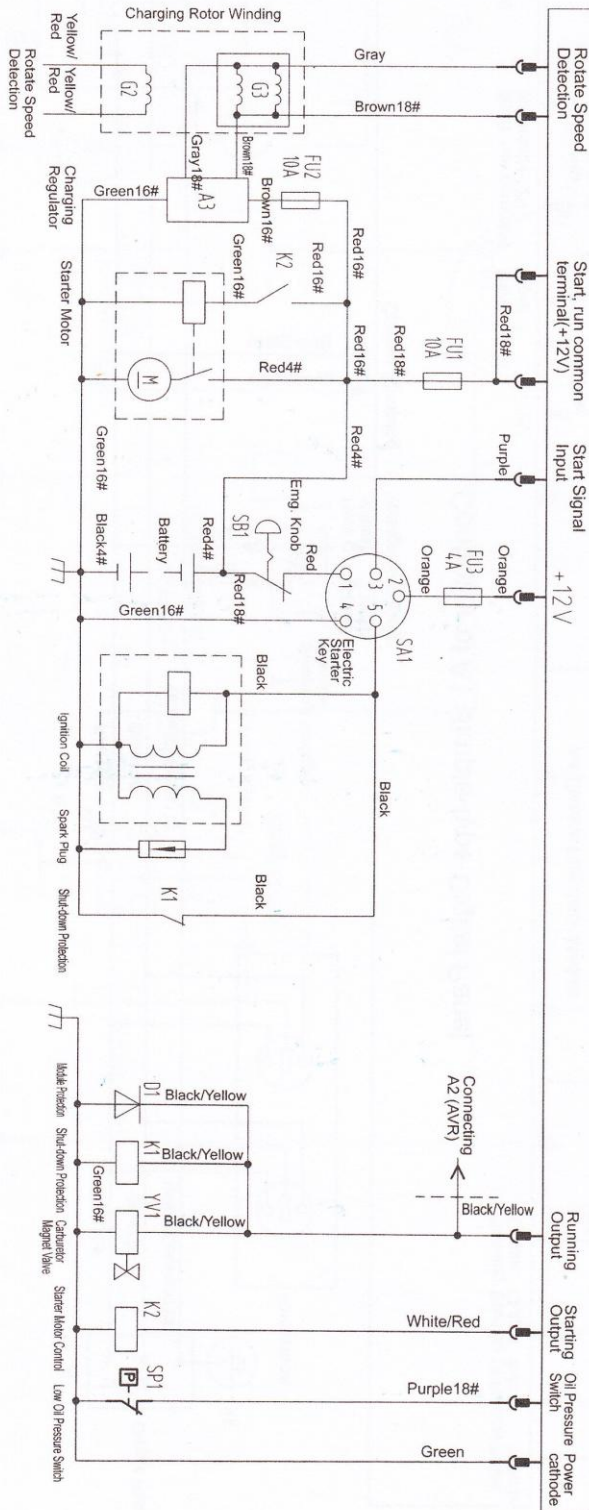 Rotate Speed
Detection
Start, run common
terminal(+12V)
Start Signal
Input
+12V
Running
Output
Starting
Output
Oil Pressure
Switch
Power
cathode
Gray
Brown18#
Red18#
Purple
Orange
FU3
4A
Orange
Connecting
A2 (AVR)
Black/Yellow
White/Red
Purple18#
Green
FU1
10A
Red18#
2
3
5
1
4
SA1
Electric
Starter
Key
Red16#
Red16#
Red4#
Emg. Knob
SB1
Red
Red18#
Black
FU2
10A
Brown16#
Red16#
K2
Green16#
Red4#
Red4#
Battery
Black4#
Green16#
Black
Black
K1
Charging Rotor Winding
G3
G2
Brown18#
Gray18#
A3
Green16#
M
Green16#
Black/Yellow
D1
Black/Yellow
K1
Black/Yellow
YV1
Green16#
K2
SP1
P
Yellow/
Red
Yellow/
Red
Rotate Speed
Detection
Charging
Regulator
Starter Motor
Ignition Coil
Spark Plug
Shut-down Protection
Module Protection
Shut-down Protection
Carburetor
Magnet Valve
Starter Motor Control
Low Oil Pressure Switch